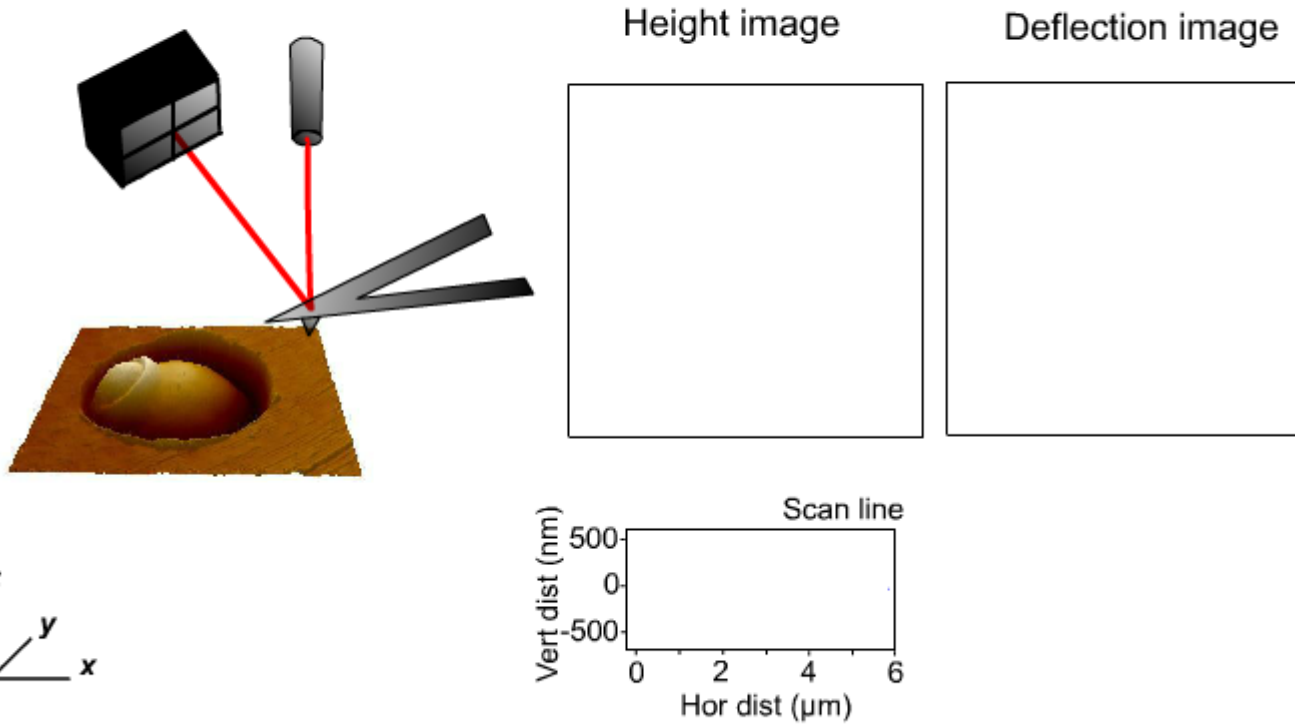 Height image
Deflection image
Scan line
Vert dist (nm)
500
0
-500
0 2 4 6
Hor dist (µm)
y
x